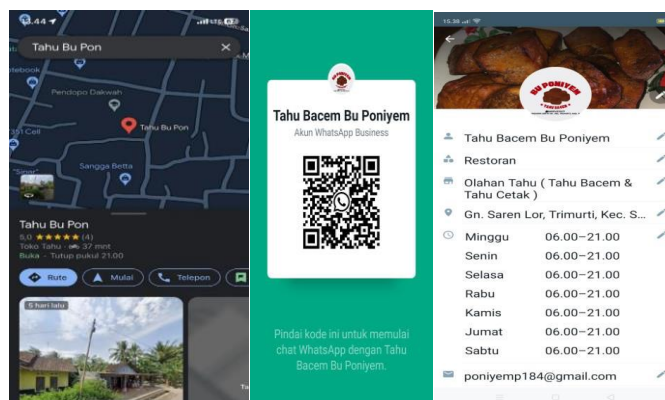 Tahu Bu Pon
Pendopo Dakwah
Tahu Bu Pon
Sangga Betta
Tahu Bu Pon
5,0 ★★★★★ (4)
Toko Tahu · 37 mnt
Buka · Tutup pukul 21.00
Rute
Mulai
Telepon
5 hari lalu
Tahu Bacem Bu Poniyem
Akun WhatsApp Business
Pindai kode ini untuk memulai
chat WhatsApp dengan Tahu
Bacem Bu Poniyem.
15.38
BU PONIYEM
Tahu Bacem Bu Poniyem
Restoran
Olahan Tahu ( Tahu Bacem &
Tahu Cetak )
Gn. Saren Lor, Trimurti, Kec. S...
Minggu 06.00–21.00
Senin 06.00–21.00
Selasa 06.00–21.00
Rabu 06.00–21.00
Kamis 06.00–21.00
Jumat 06.00–21.00
Sabtu 06.00–21.00
poniyemp184@gmail.com